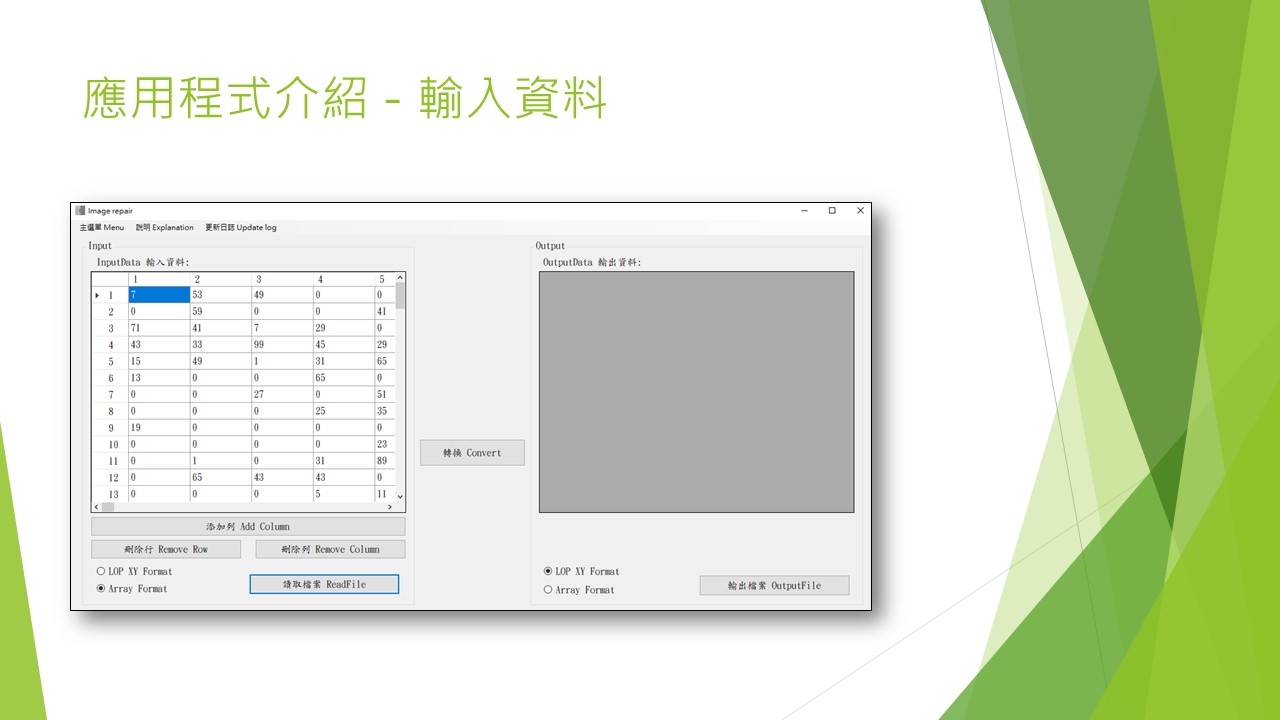 應用程式介紹 - 輸入資料
Image repair
主選單 Menu 說明 Explanation 更新日誌 Update log
Input
InputData 輸入資料:
1 2 3 4 5
1 7 53 49 0 0
2 0 59 0 0 41
3 71 41 7 29 0
4 43 33 99 45 29
5 15 49 1 31 65
6 13 0 0 65 0
7 0 0 27 0 51
8 0 0 0 25 35
9 19 0 0 0 0
10 0 0 0 0 23
11 0 1 0 31 89
12 0 65 43 43 0
13 0 0 0 5 11
添加列 Add Column
刪除行 Remove Row 刪除列 Remove Column
LOP XY Format
Array Format
讀取檔案 ReadFile
轉換 Convert
Output
OutputData 輸出資料:
LOP XY Format
Array Format
輸出檔案 OutputFile